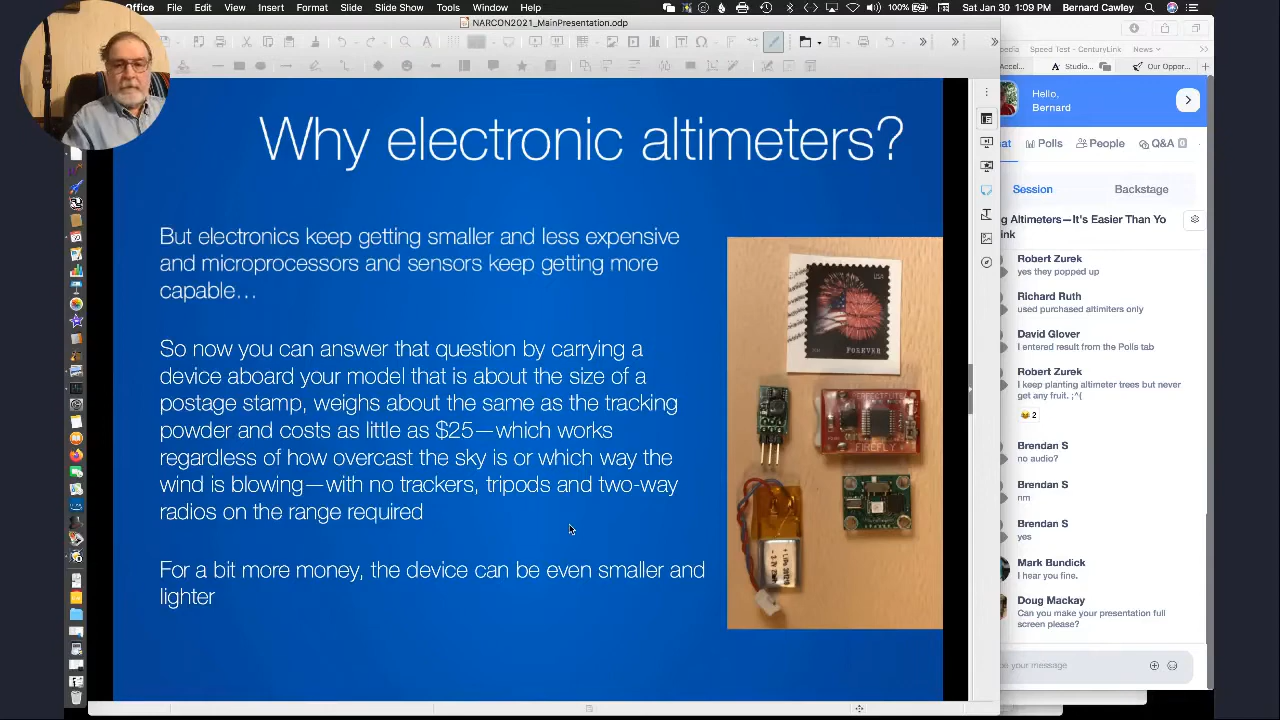 Office File Edit View Insert Format Slide Slide Show Tools Window Help
100% Sat Jan 30 1:09 PM Bernard Cawley
NARCON2021_MainPresentation.odp
Speed Test - CenturyLink News
Accel... Studio... Our Oppor...
Hello,
Bernard
at Polls People Q&A 0
Session Backstage
g Altimeters—It's Easier Than Yo
ink
Why electronic altimeters?
But electronics keep getting smaller and less expensive
and microprocessors and sensors keep getting more
capable…
So now you can answer that question by carrying a
device aboard your model that is about the size of a
postage stamp, weighs about the same as the tracking
powder and costs as little as $25—which works
regardless of how overcast the sky is or which way the
wind is blowing—with no trackers, tripods and two-way
radios on the range required
For a bit more money, the device can be even smaller and
lighter
USA
FOREVER
PERFECTFLITE
FIREFLY
Robert Zurek
yes they popped up
Richard Ruth
used purchased altimiters only
David Glover
I entered result from the Polls tab
Robert Zurek
I keep planting altimeter trees but never
get any fruit. ;^(
2
Brendan S
no audio?
Brendan S
nm
Brendan S
yes
Mark Bundick
I hear you fine.
Doug Mackay
Can you make your presentation full
screen please?
pe your message